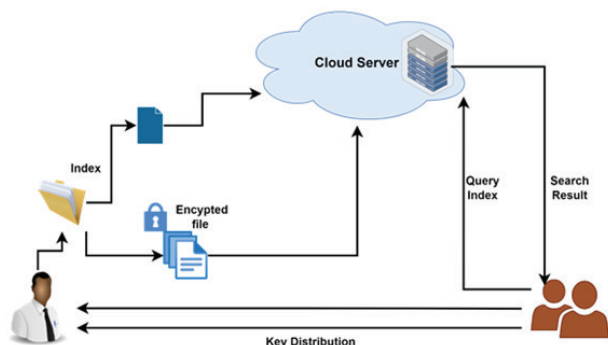 Cloud Server
Index
Encypted
file
Query
Index
Search
Result
Key Distribution